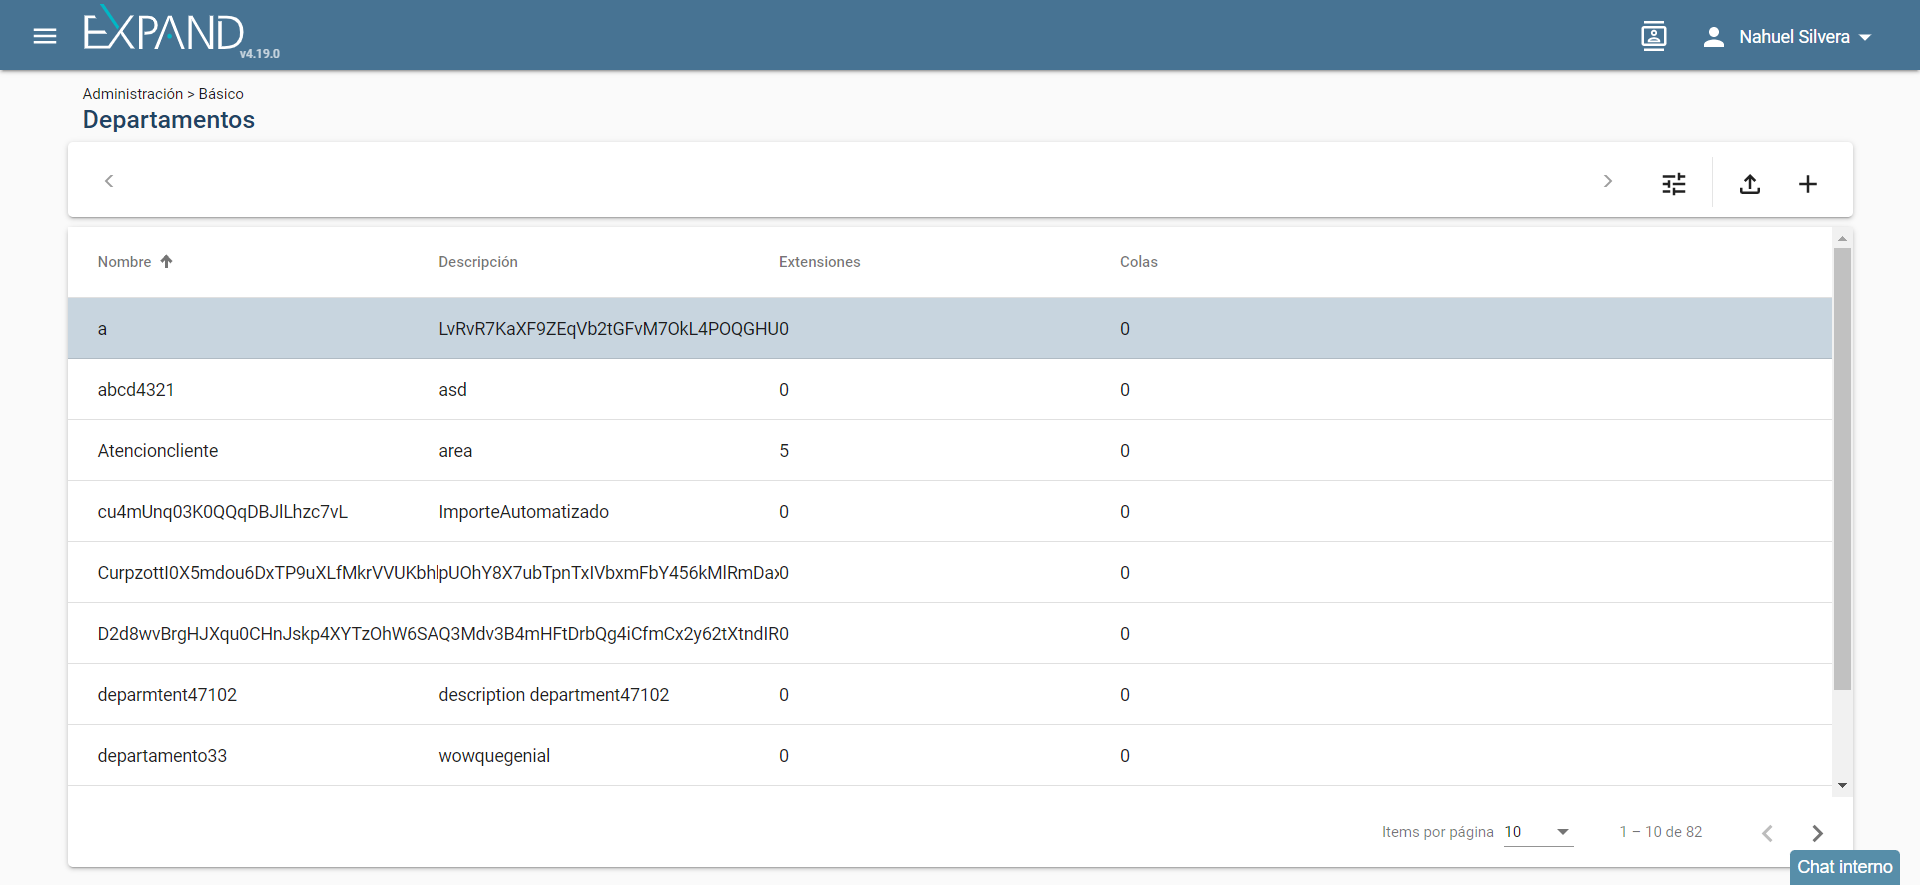 EXPAND
v4.19.0
Nahuel Silvera
Administración > Básico
Departamentos
Nombre Descripción Extensiones Colas
a LvRvR7KaXF9ZEqVb2tGFvM7OkL4POQGHU0 0
abcd4321 asd 0 0
Atencioncliente area 5 0
cu4mUnq03K0QQqDBJlLhzc7vL ImporteAutomatizado 0 0
0 0
D2d8wvBrgHJXqu0CHnJskp4XYTzOhW6SAQ3Mdv3B4mHFtDrbQg4iCfmCx2y62tXtndIR0 0
deparmtent47102 description department47102 0 0
departamento33 wowquegenial 0 0
Items por página 10 1 – 10 de 82
Chat interno